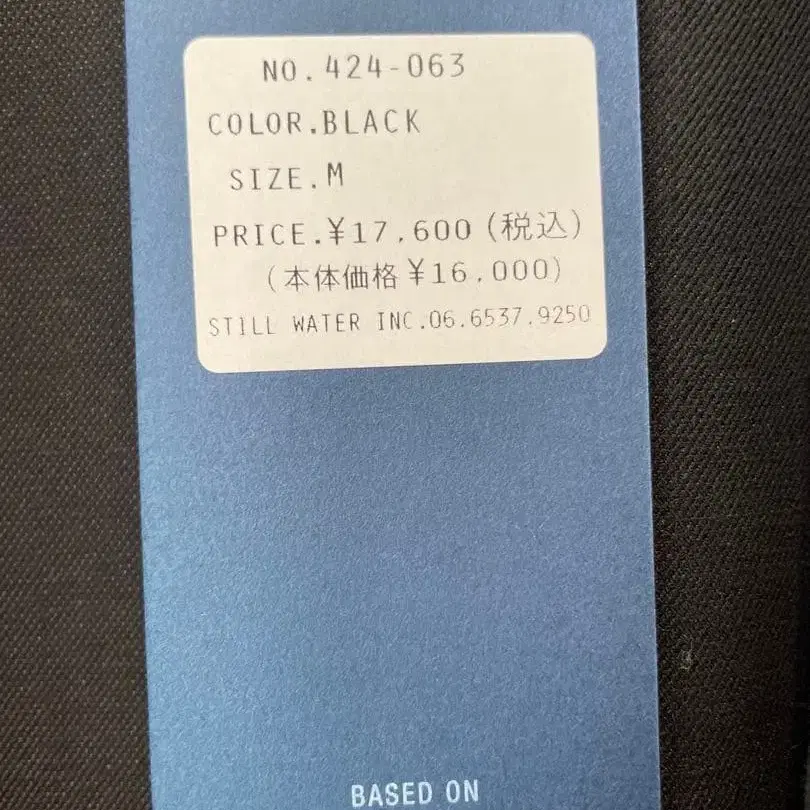 NO.424-063
COLOR.BLACK
SIZE.M
PRICE.¥17,600(税込)
(本体価格¥16,000)
STILL WATER INC.06.6537.9250
BASED ON